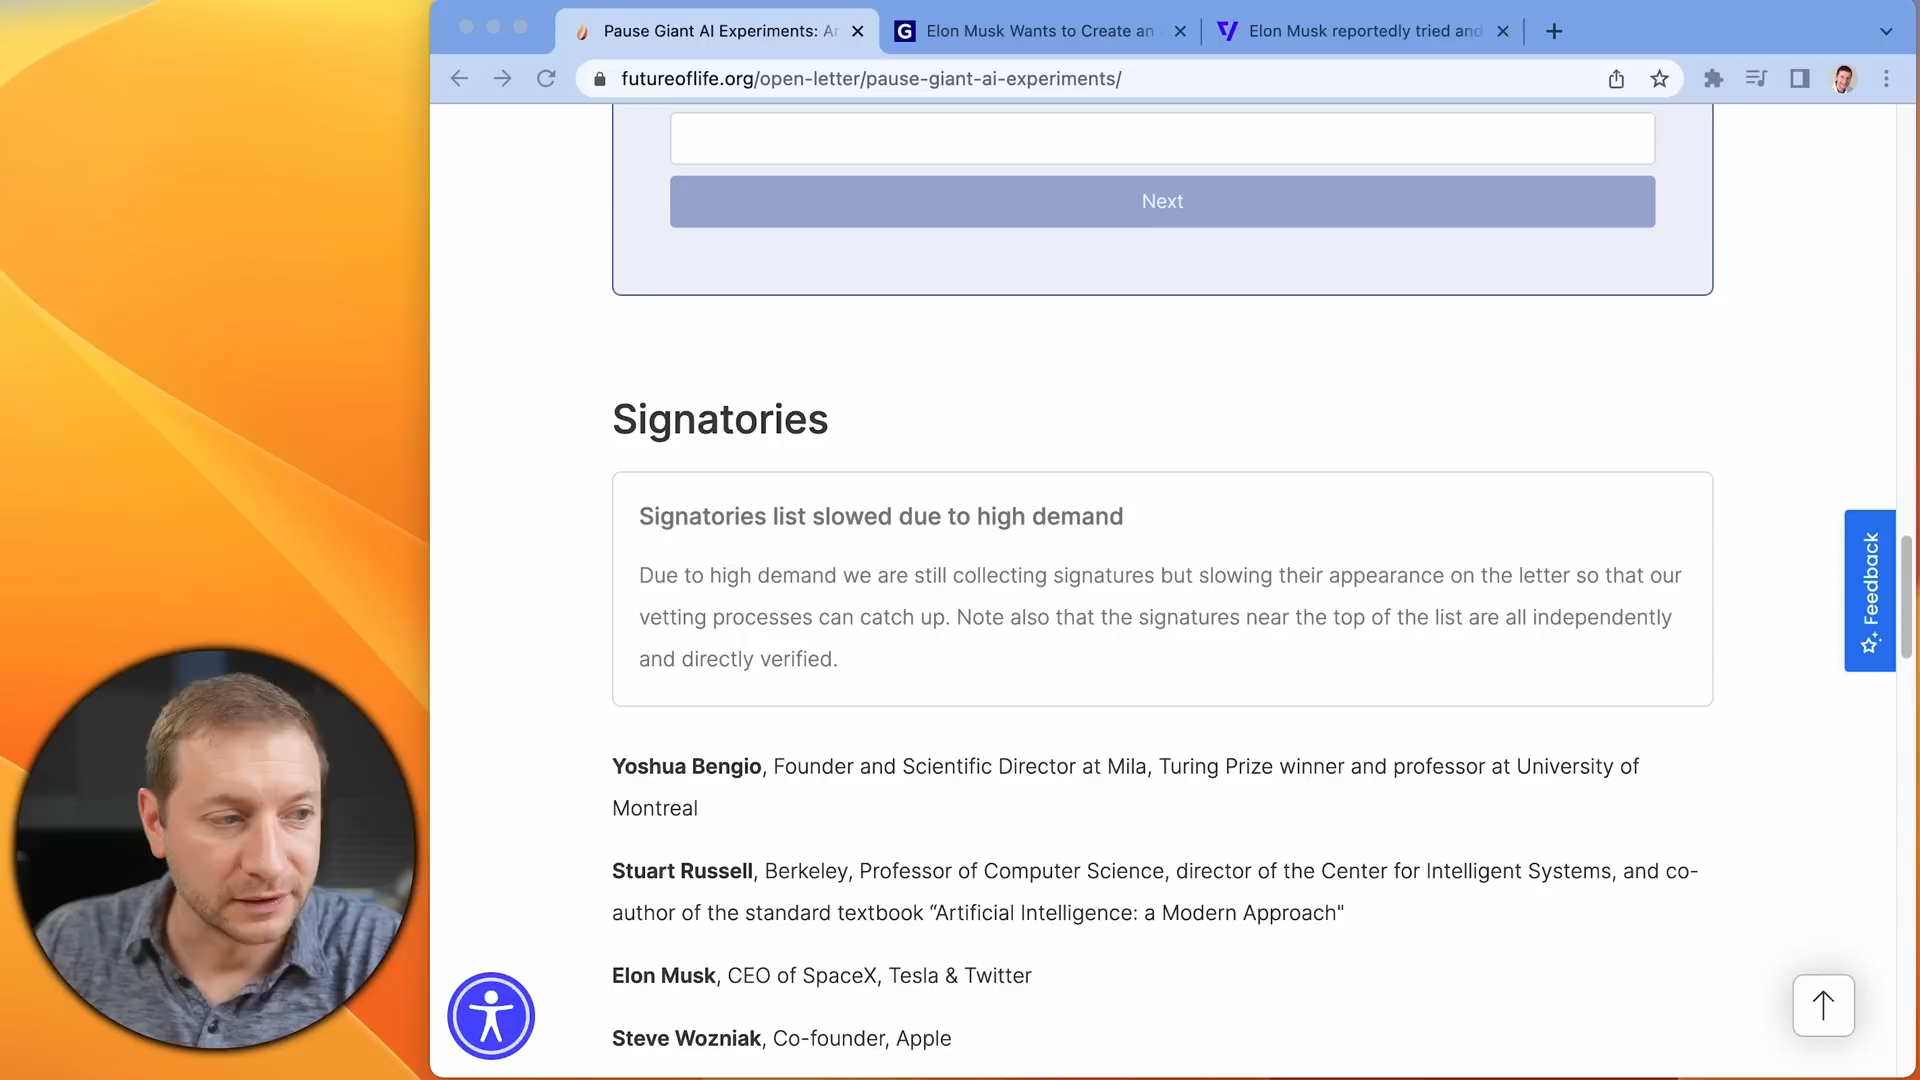 Pause Giant AI Experiments: A
Elon Musk Wants to Create an
Elon Musk reportedly tried and
futureoflife.org/open-letter/pause-giant-ai-experiments/
Next
Signatories
Signatories list slowed due to high demand
Due to high demand we are still collecting signatures but slowing their appearance on the letter so that our
vetting processes can catch up. Note also that the signatures near the top of the list are all independently
and directly verified.
Feedback
Yoshua Bengio, Founder and Scientific Director at Mila, Turing Prize winner and professor at University of
Montreal
Stuart Russell, Berkeley, Professor of Computer Science, director of the Center for Intelligent Systems, and co-
author of the standard textbook “Artificial Intelligence: a Modern Approach"
Elon Musk, CEO of SpaceX, Tesla & Twitter
Steve Wozniak, Co-founder, Apple